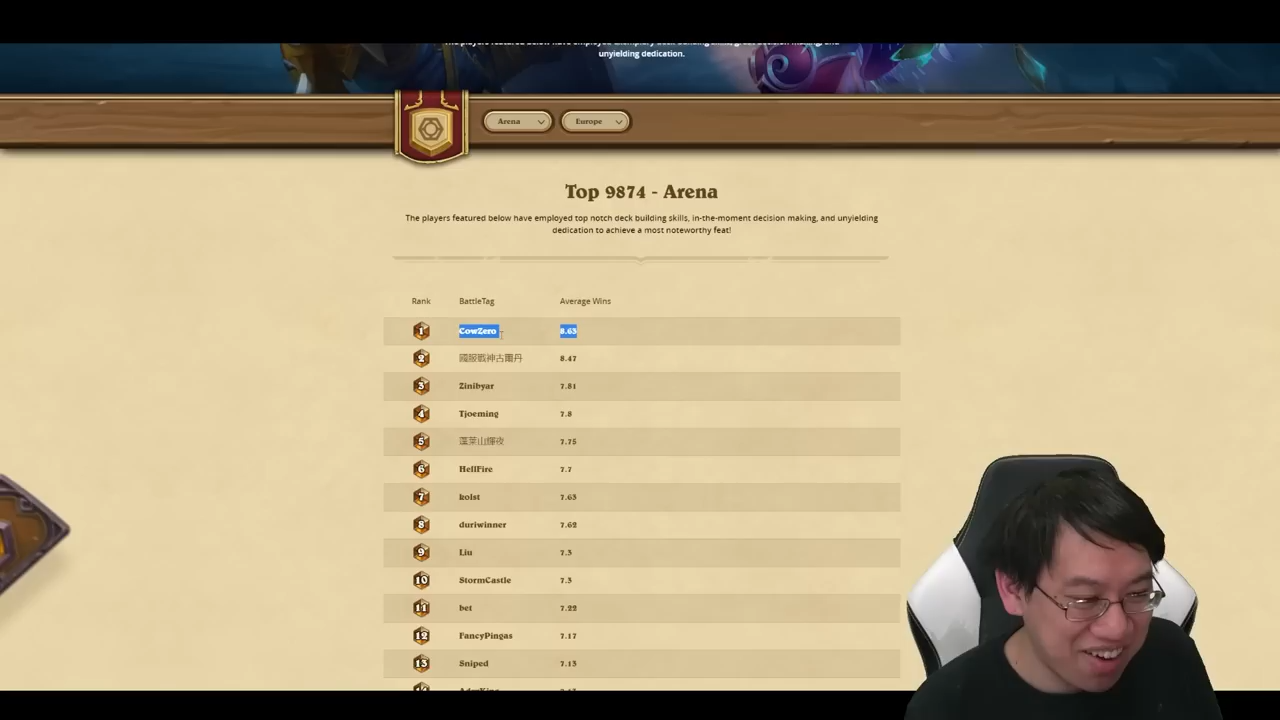 unyielding dedication.
Arena
Europe
Top 9874 - Arena
The players featured below have employed top notch deck building skills, in-the-moment decision making, and unyielding
dedication to achieve a most noteworthy feat!
Rank BattleTag Average Wins
1 CowZero 8.63
2 國服戰神古爾丹 8.47
3 Zinibyar 7.81
4 Tjoeming 7.8
5 蓬萊山輝夜 7.75
6 HellFire 7.7
7 kolst 7.63
8 duriwinner 7.62
9 Liu 7.3
10 StormCastle 7.3
11 bet 7.22
12 FancyPingas 7.17
13 Sniped 7.13